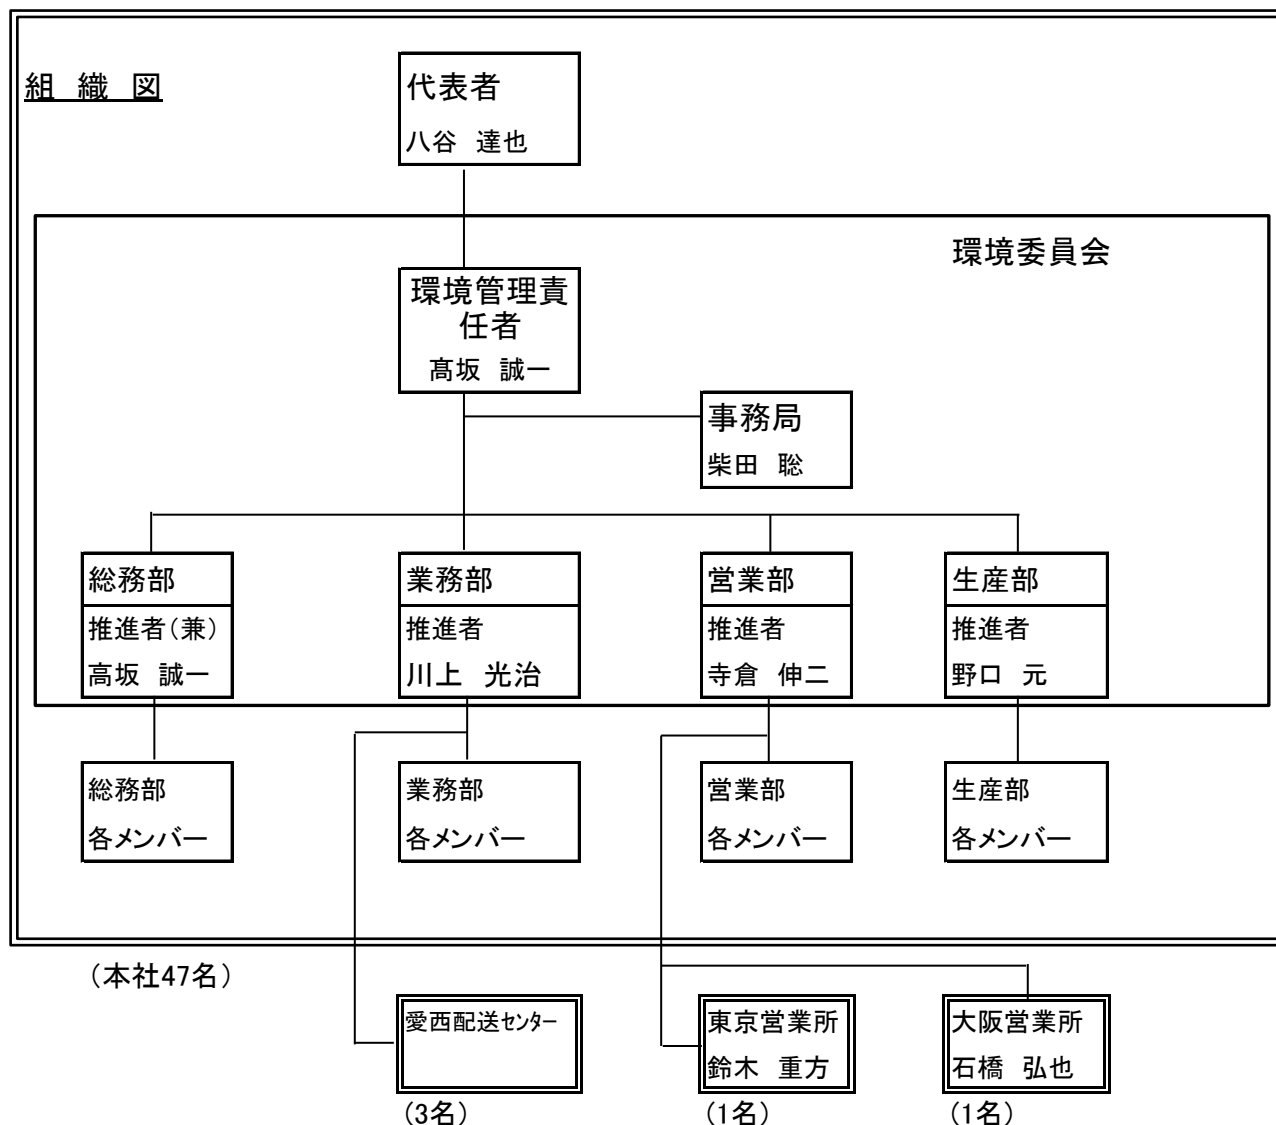 組 織 図
代表者
八谷 達也
環境委員会
環境管理責
任者
髙坂 誠一
事務局
柴田 聡
総務部
推進者(兼)
高坂 誠一
業務部
推進者
川上 光治
営業部
推進者
寺倉 伸二
生産部
推進者
野口 元
総務部
各メンバー
業務部
各メンバー
営業部
各メンバー
生産部
各メンバー
(本社47名)
愛西配送センター
(3名)
東京営業所
鈴木 重方
(1名)
大阪営業所
石橋 弘也
(1名)